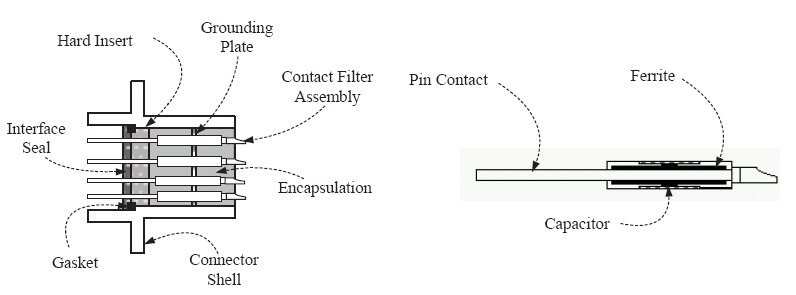 Grounding
Plate
Hard Insert
Contact Filter
Assembly
Interface
Seal
Encapsulation
Gasket
Connector
Shell
Pin Contact
Ferrite
Capacitor